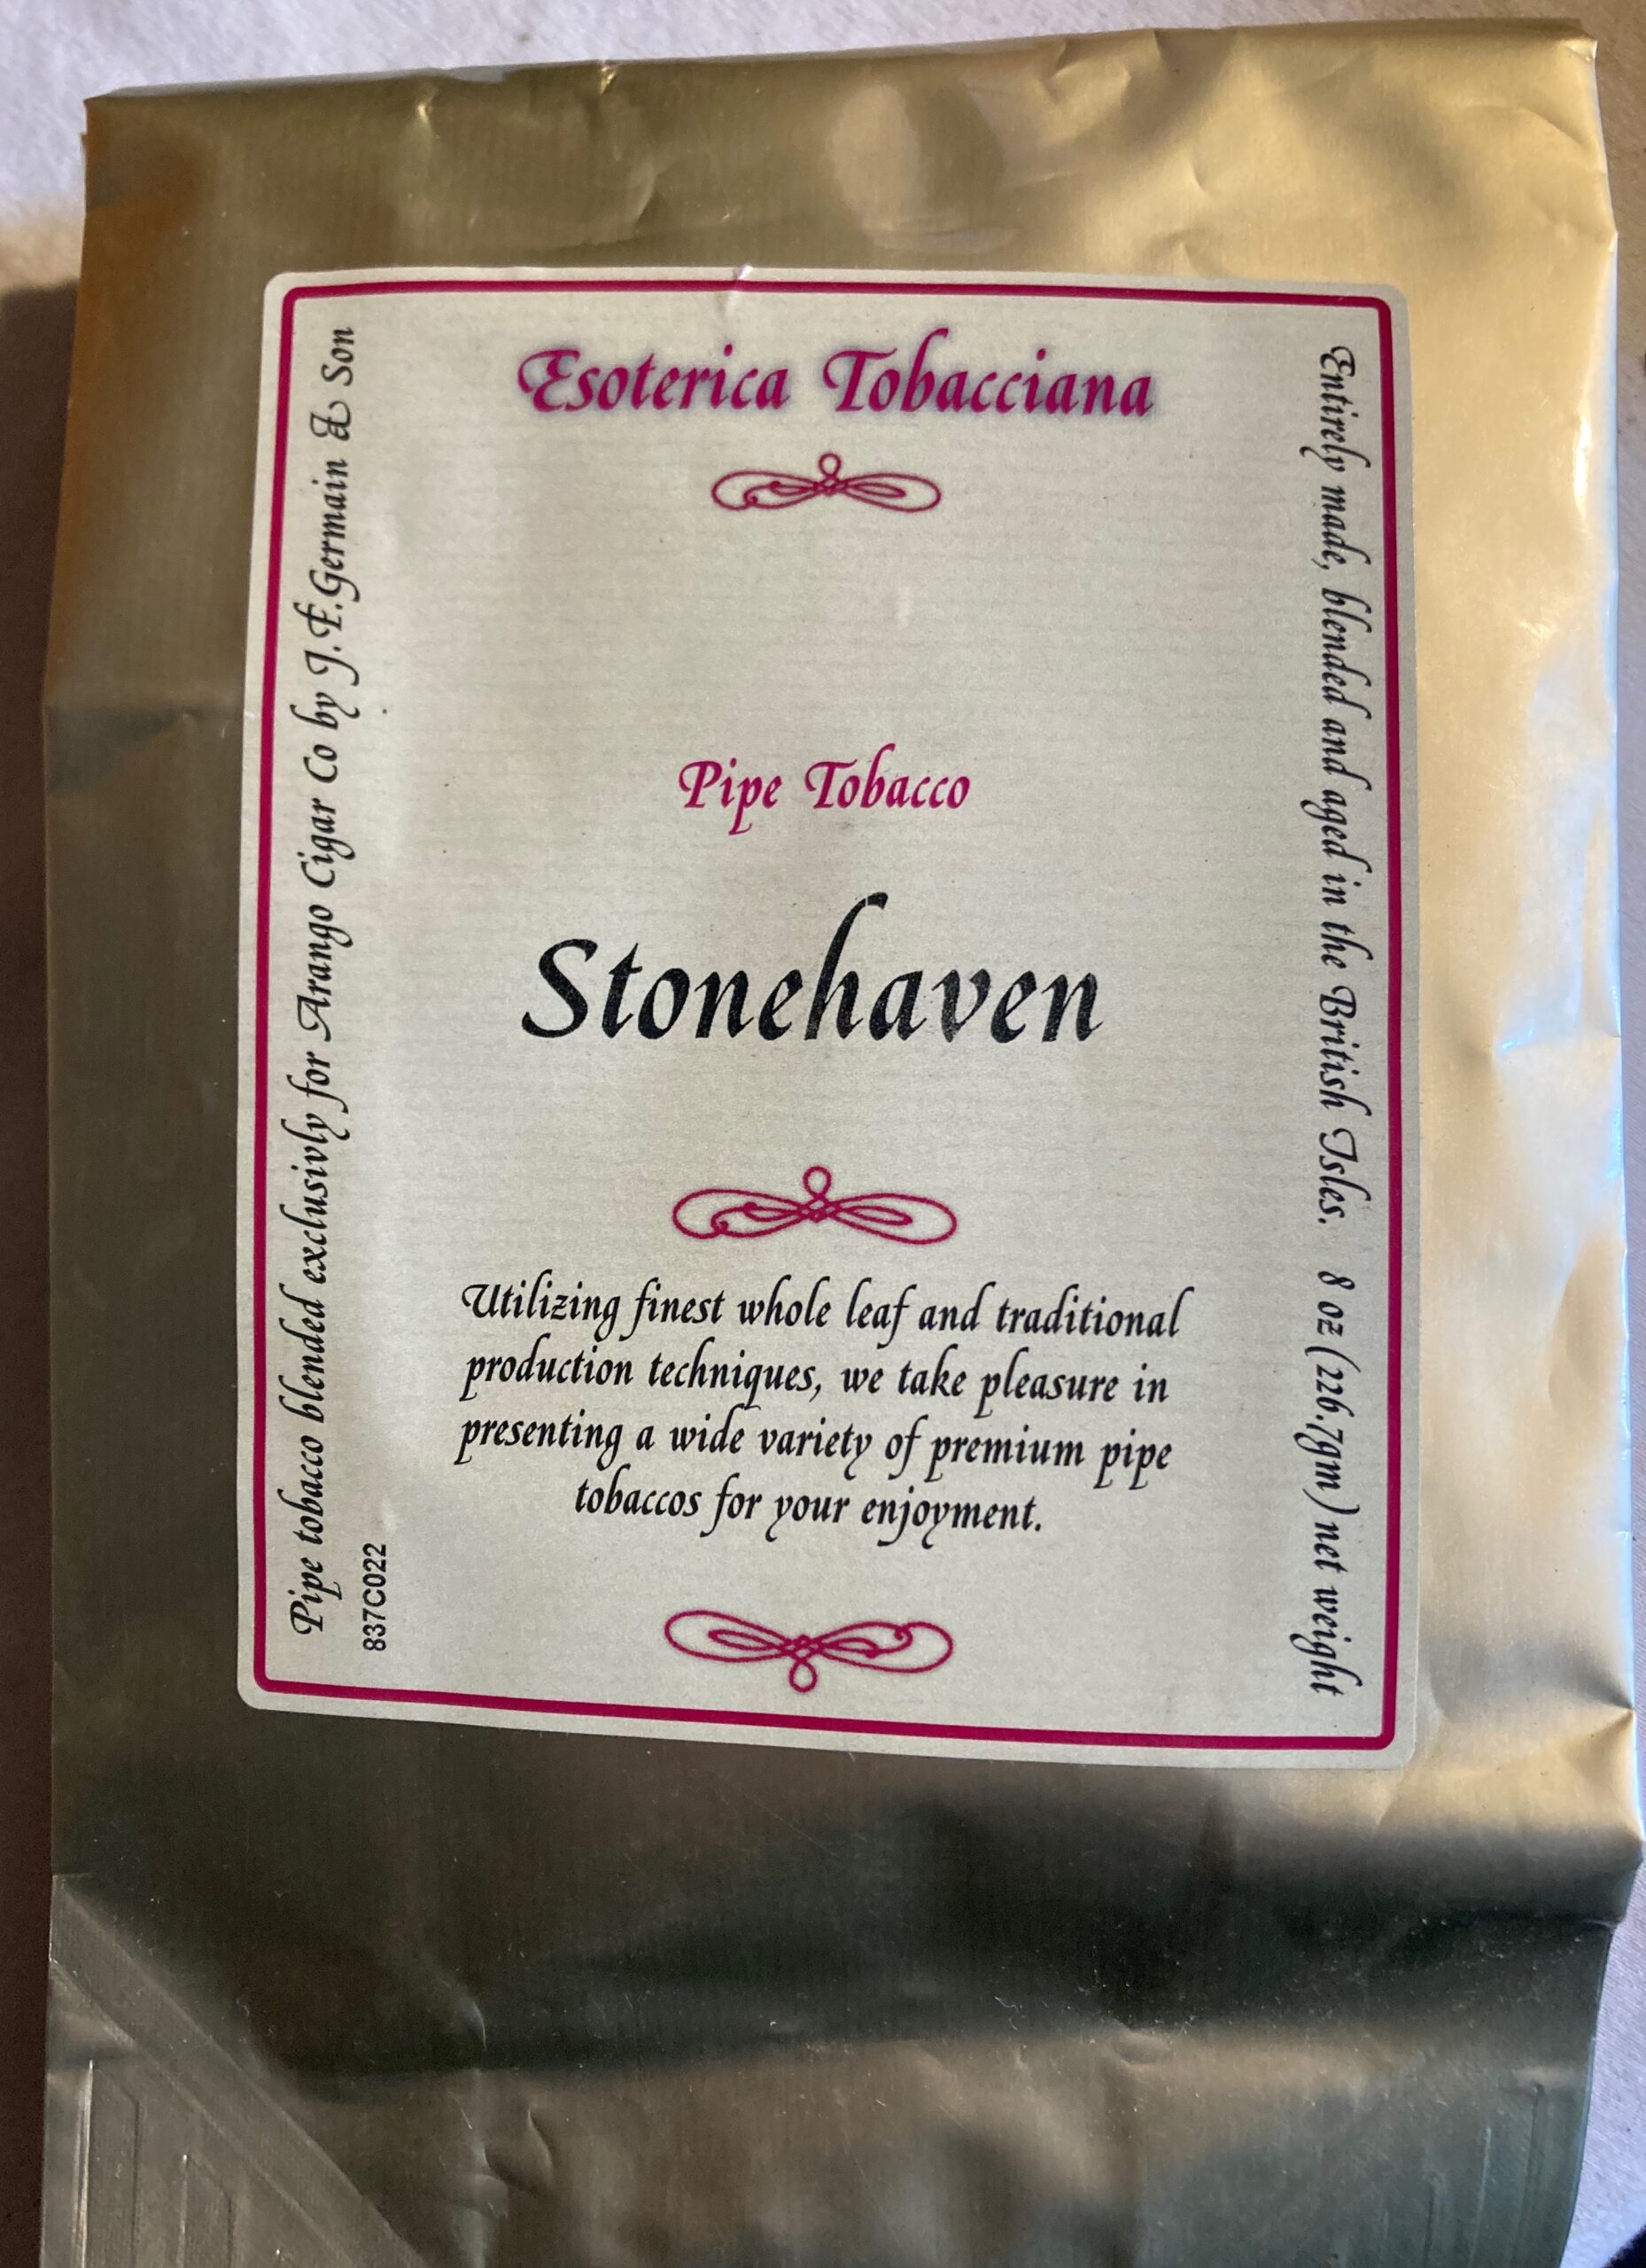 Esoterica Tobacciana
Pipe Tobacco
Stonehaven
Utilizing finest whole leaf and traditional
production techniques, we take pleasure in
presenting a wide variety of premium pipe
tobaccos for your enjoyment.
Pipe tobacco blended exclusivly for Arango Cigar Co by J.F.Germain & Son
837C022
Entirely made, blended and aged in the British Isles. 8 oz (226.7gm) net weight